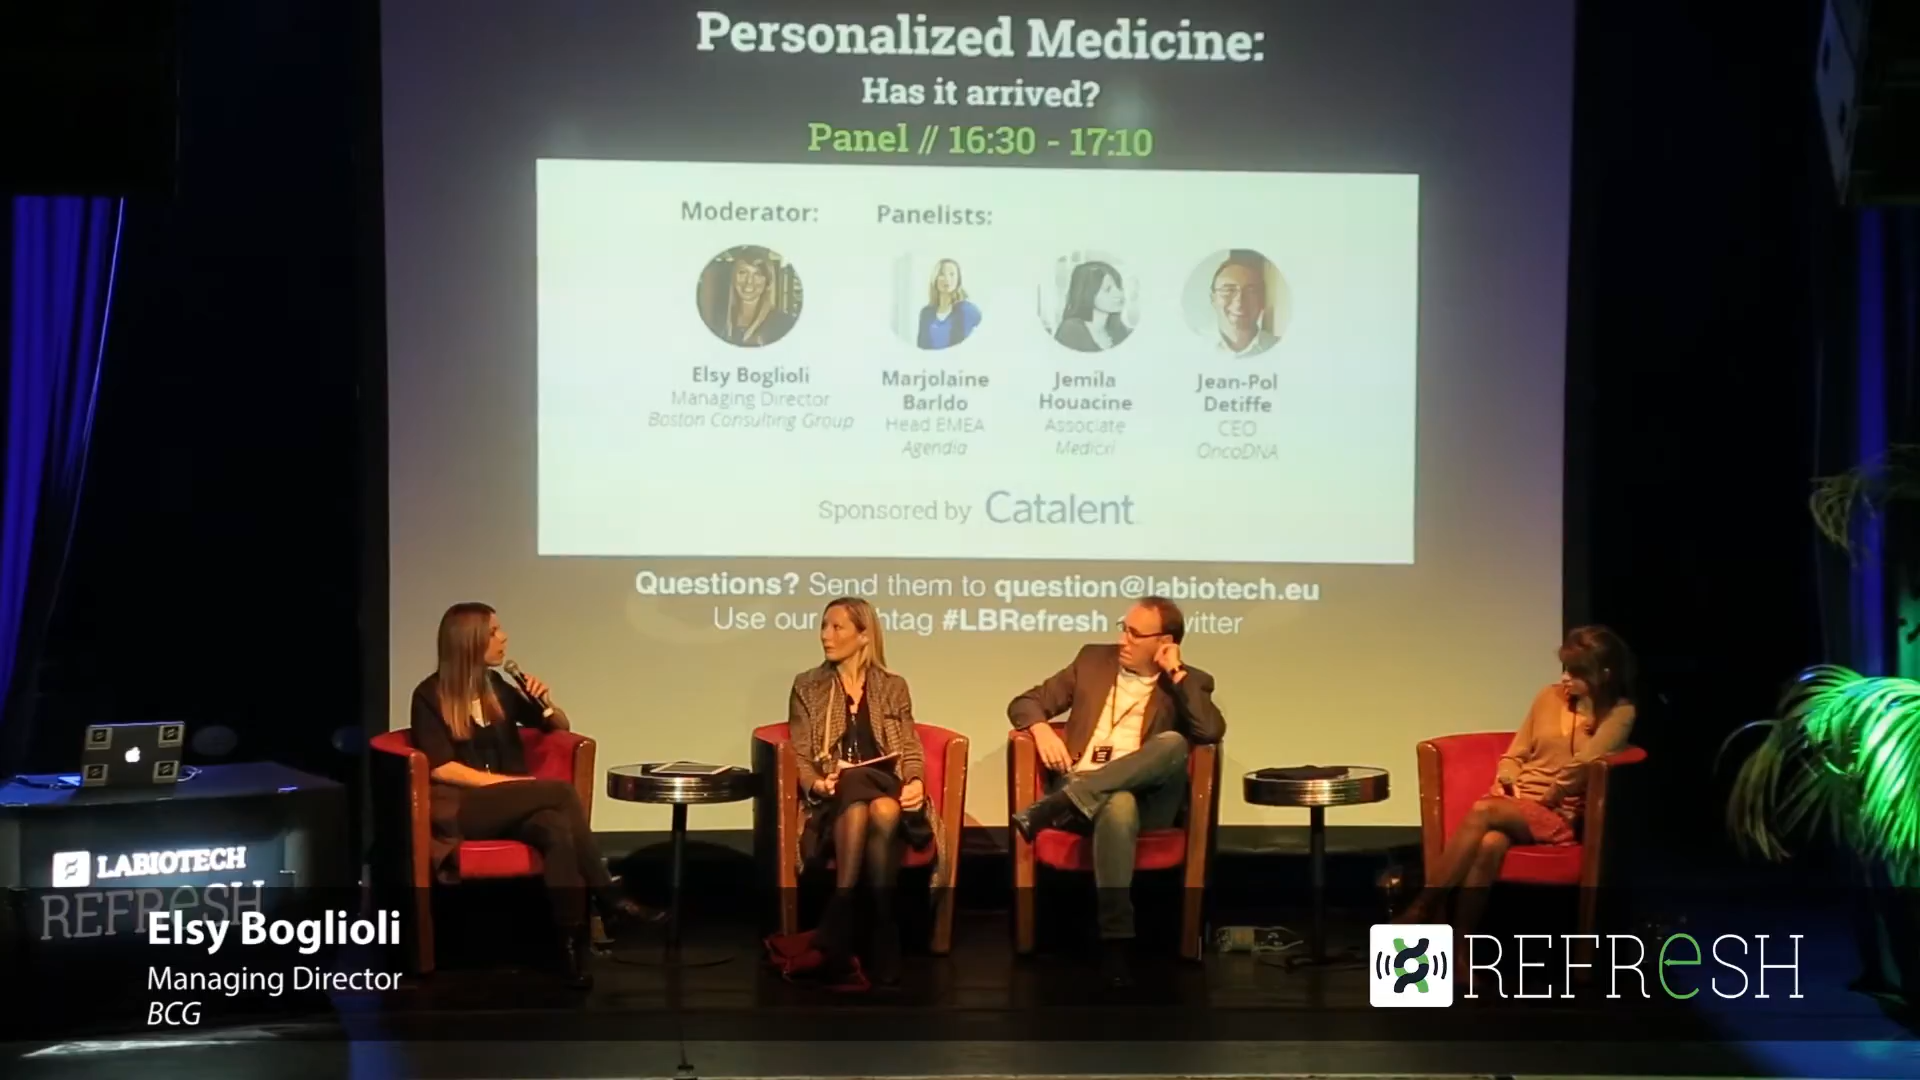 Personalized Medicine:
Has it arrived?
Panel // 16:30 - 17:10
Moderator:
Panelists:
Elsy Boglioli
Managing Director
Boston Consulting Group
Marjolaine
Barldo
Head EMEA
Agendia
Jemila
Houacine
Associate
Medicxi
Jean-Pol
Detiffe
CEO
OncoDNA
Sponsored by Catalent
Questions? Send them to question@labiotech.eu
Use our #LBRefresh
LABIOTECH
REFRESH
Elsy Boglioli
Managing Director
BCG
REFReSH